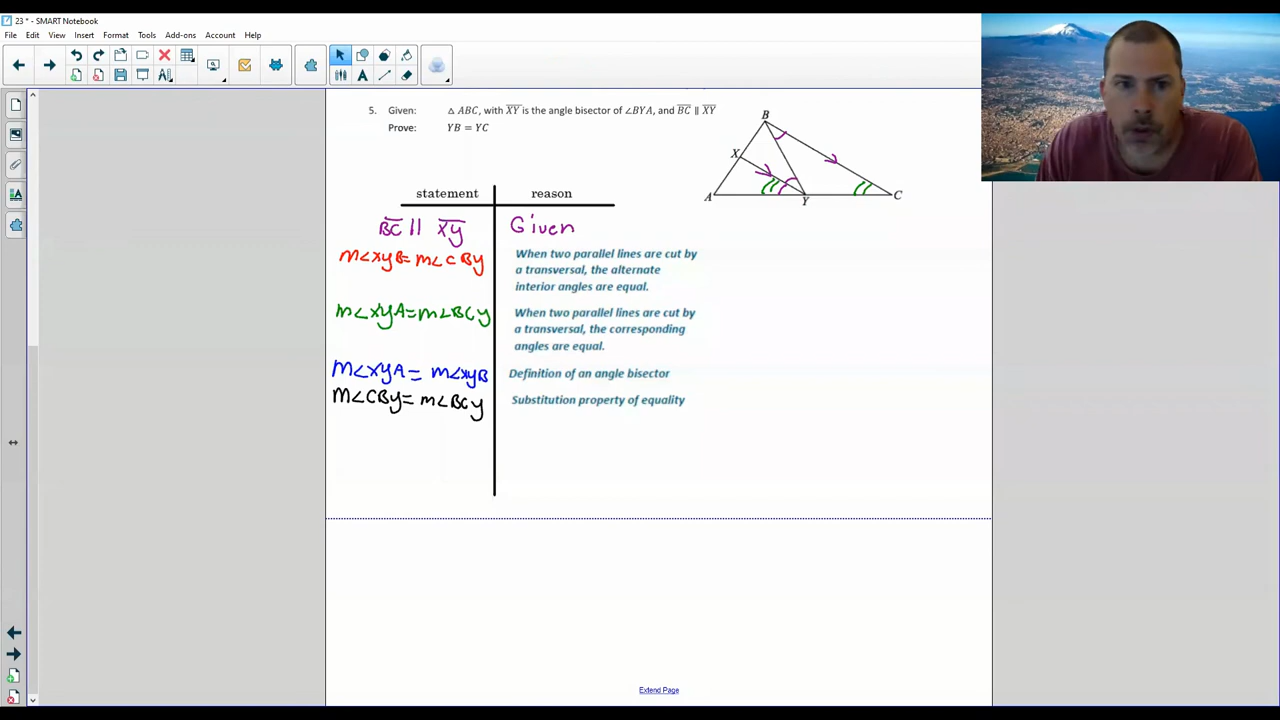 23 * - SMART Notebook
File Edit View Insert Format Tools Add-ons Account Help
5. Given: △ ABC, with XY is the angle bisector of ∠BYA, and BC ∥ XY
Prove: YB = YC
B
X
A
Y
C
statement reason
BC || XY Given
m∠XYB = m∠CBY When two parallel lines are cut by
a transversal, the alternate
interior angles are equal.
m∠XYA = m∠BCY When two parallel lines are cut by
a transversal, the corresponding
angles are equal.
m∠XYA = m∠XYB Definition of an angle bisector
m∠CBY = m∠BCY Substitution property of equality
Extend Page